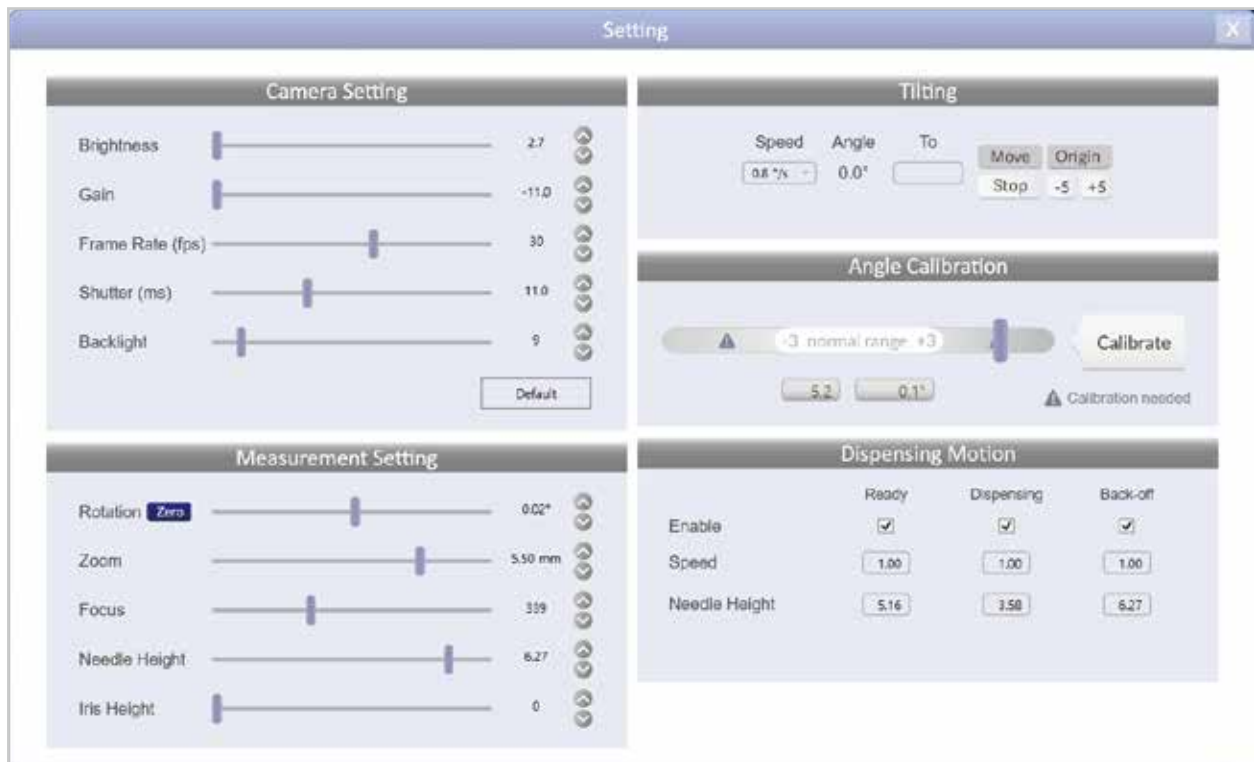 Setting
X
Camera Setting
Brightness 2.7
Gain -11.0
Frame Rate (fps) 30
Shutter (ms) 11.0
Backlight 9
Default
Measurement Setting
Rotation Zero 0.02°
Zoom 5.50 mm
Focus 339
Needle Height 6.27
Iris Height 0
Tilting
Speed Angle To
0.8 °/s 0.0° Move Origin
Stop -5 +5
Angle Calibration
-3 normal range +3 Calibrate
5.2 0.1° Calibration needed
Dispensing Motion
Ready Dispensing Back-off
Enable
Speed 1.00 1.00 1.00
Needle Height 5.16 3.58 6.27